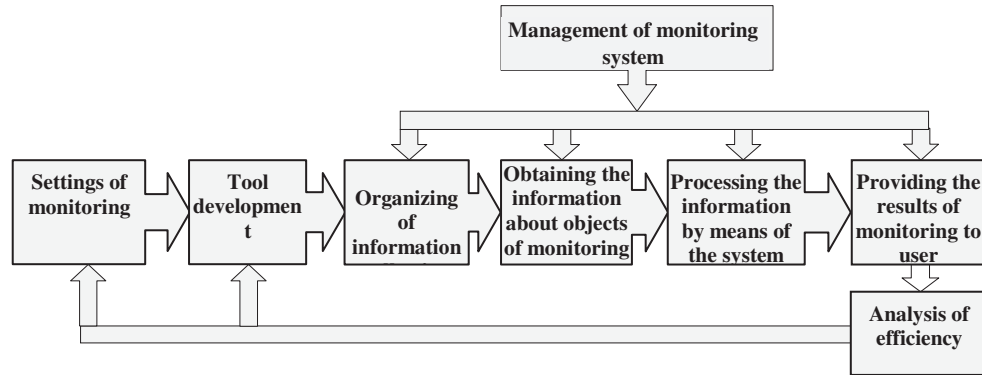 Management of monitoring
system
Settings of
monitoring
Tool
developmen
t
Organizing
of
information
Obtaining the
information
about objects
of monitoring
Processing the
information
by means of
the system
Providing the
results of
monitoring to
user
Analysis of
efficiency